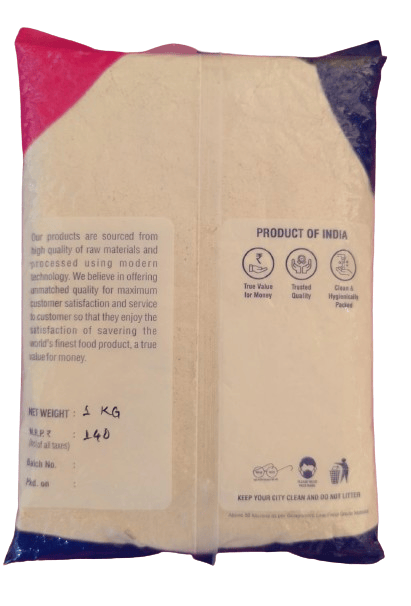 Our products are sourced from
high quality of raw materials and
processed using modern
technology. We believe in offering
unmatched quality for maximum
customer satisfaction and service
to customer so that they enjoy the
satisfaction of savering the
world's finest food product, a true
value for money.
NET WEIGHT : 1 KG
M.R.P. ₹ : 140
(Incl of all taxes)
Batch No. :
Pkd. on :
PRODUCT OF INDIA
₹
True Value
for Money
Trusted
Quality
Clean &
Hygienically
Packed
KEEP YOUR CITY CLEAN AND DO NOT LITTER